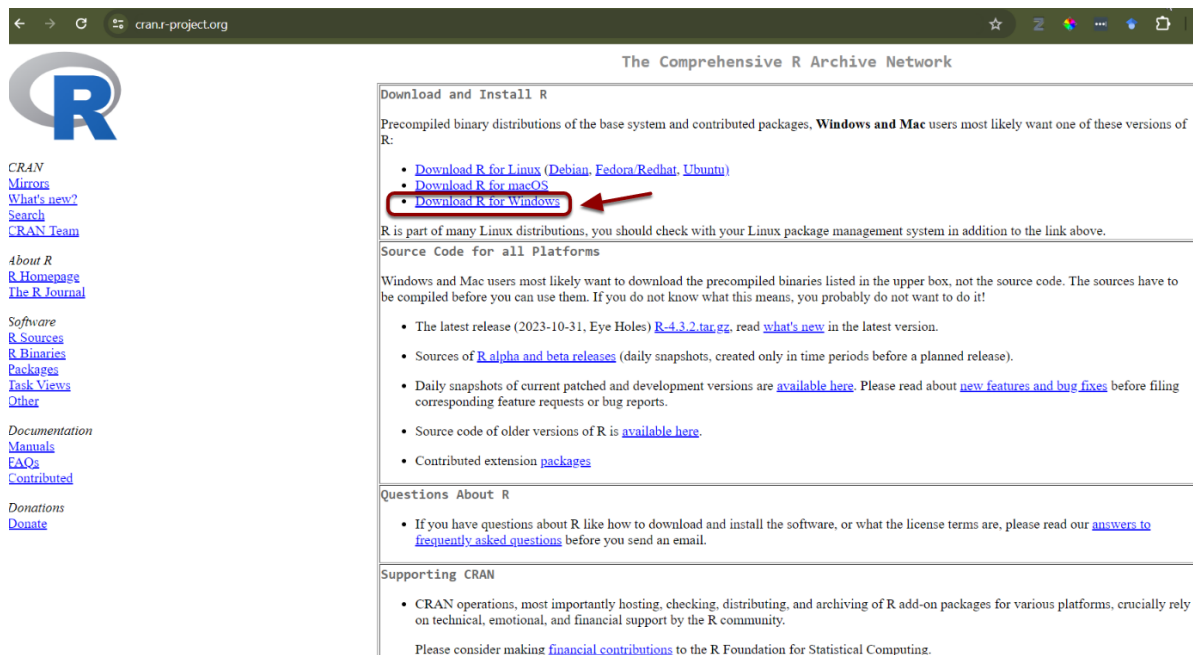 cran.r-project.org
R
CRAN
Mirrors
What's new?
Search
CRAN Team
About R
R Homepage
The R Journal
Software
R Sources
R Binaries
Packages
Task Views
Other
Documentation
Manuals
FAQs
Contributed
Donations
Donate
The Comprehensive R Archive Network
Download and Install R
Precompiled binary distributions of the base system and contributed packages, Windows and Mac users most likely want one of these versions of
R:
• Download R for Linux (Debian, Fedora/Redhat, Ubuntu)
• Download R for macOS
• Download R for Windows
R is part of many Linux distributions, you should check with your Linux package management system in addition to the link above.
Source Code for all Platforms
Windows and Mac users most likely want to download the precompiled binaries listed in the upper box, not the source code. The sources have to
be compiled before you can use them. If you do not know what this means, you probably do not want to do it!
• The latest release (2023-10-31, Eye Holes) R-4.3.2.tar.gz, read what's new in the latest version.
• Sources of R alpha and beta releases (daily snapshots, created only in time periods before a planned release).
• Daily snapshots of current patched and development versions are available here. Please read about new features and bug fixes before filing
corresponding feature requests or bug reports.
• Source code of older versions of R is available here.
• Contributed extension packages
Questions About R
• If you have questions about R like how to download and install the software, or what the license terms are, please read our answers to
frequently asked questions before you send an email.
Supporting CRAN
• CRAN operations, most importantly hosting, checking, distributing, and archiving of R add-on packages for various platforms, crucially rely
on technical, emotional, and financial support by the R community.
Please consider making financial contributions to the R Foundation for Statistical Computing.